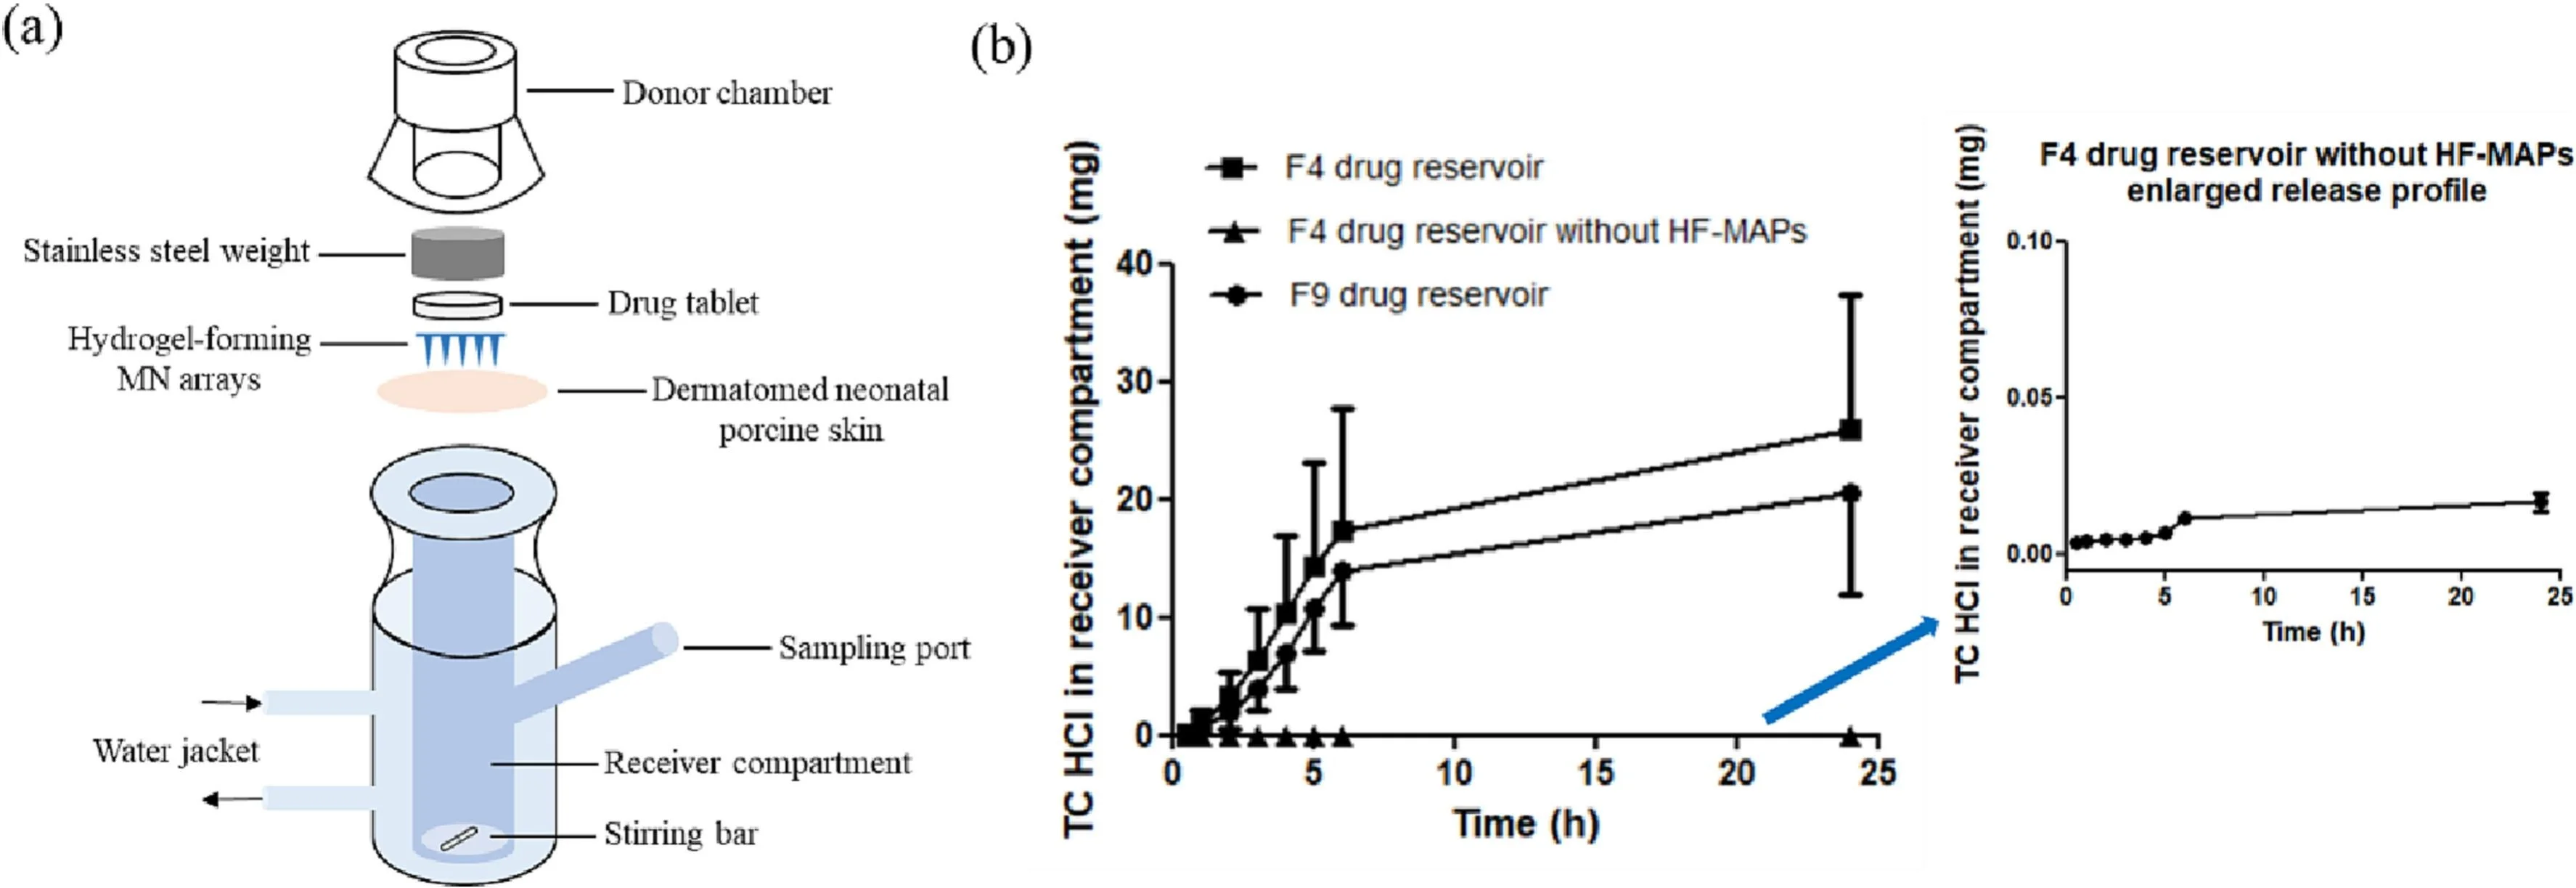 (a)
Donor chamber
Stainless steel weight
Drug tablet
Hydrogel-forming
MN arrays
Dermatomed neonatal
porcine skin
Sampling port
Water jacket
Receiver compartment
Stirring bar
(b)
TC HCl in receiver compartment (mg)
F4 drug reservoir
F4 drug reservoir without HF-MAPs
F9 drug reservoir
40
30
20
10
0
0 5 10 15 20 25
Time (h)
F4 drug reservoir without HF-MAPs
enlarged release profile
TC HCl in receiver compartment (mg)
0.10
0.05
0.00
0 5 10 15 20 25
Time (h)